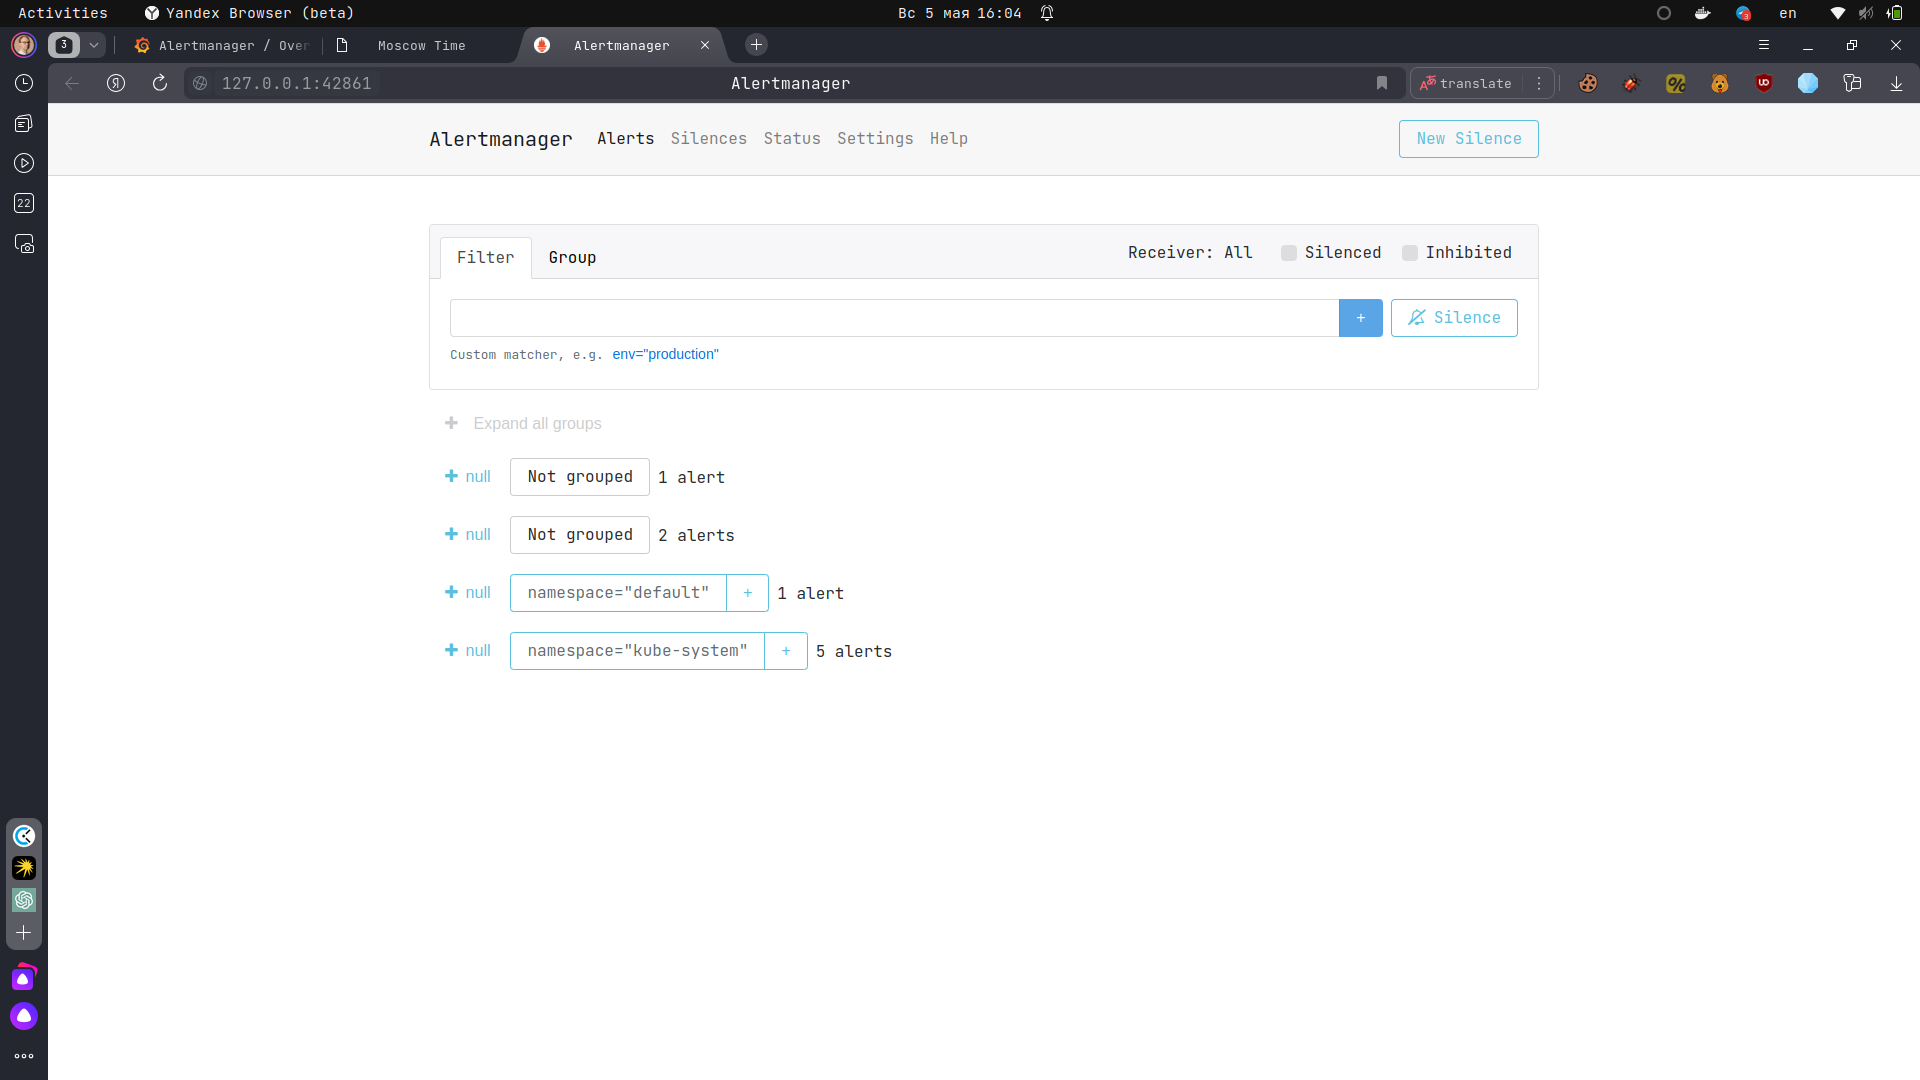 Activities Yandex Browser (beta) Вс 5 мая 16:04 en
3 Alertmanager / Over Moscow Time Alertmanager
127.0.0.1:42861 Alertmanager translate
22
Alertmanager Alerts Silences Status Settings Help New Silence
Filter Group Receiver: All Silenced Inhibited
+ Silence
Custom matcher, e.g. env="production"
+ Expand all groups
+ null Not grouped 1 alert
+ null Not grouped 2 alerts
+ null namespace="default" + 1 alert
+ null namespace="kube-system" + 5 alerts